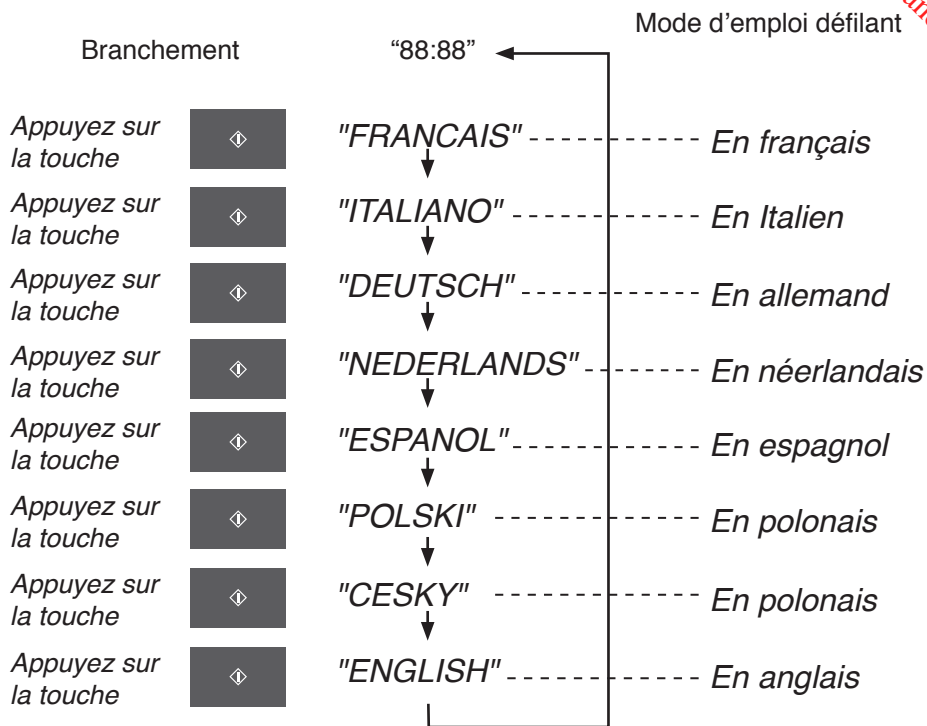 Mode d'emploi défilant
Branchement “88:88”
Appuyez sur
la touche
"FRANCAIS" En français
Appuyez sur
la touche
"ITALIANO" En Italien
Appuyez sur
la touche
"DEUTSCH" En allemand
Appuyez sur
la touche
"NEDERLANDS" En néerlandais
Appuyez sur
la touche
"ESPANOL" En espagnol
Appuyez sur
la touche
"POLSKI" En polonais
Appuyez sur
la touche
"CESKY" En polonais
Appuyez sur
la touche
"ENGLISH" En anglais